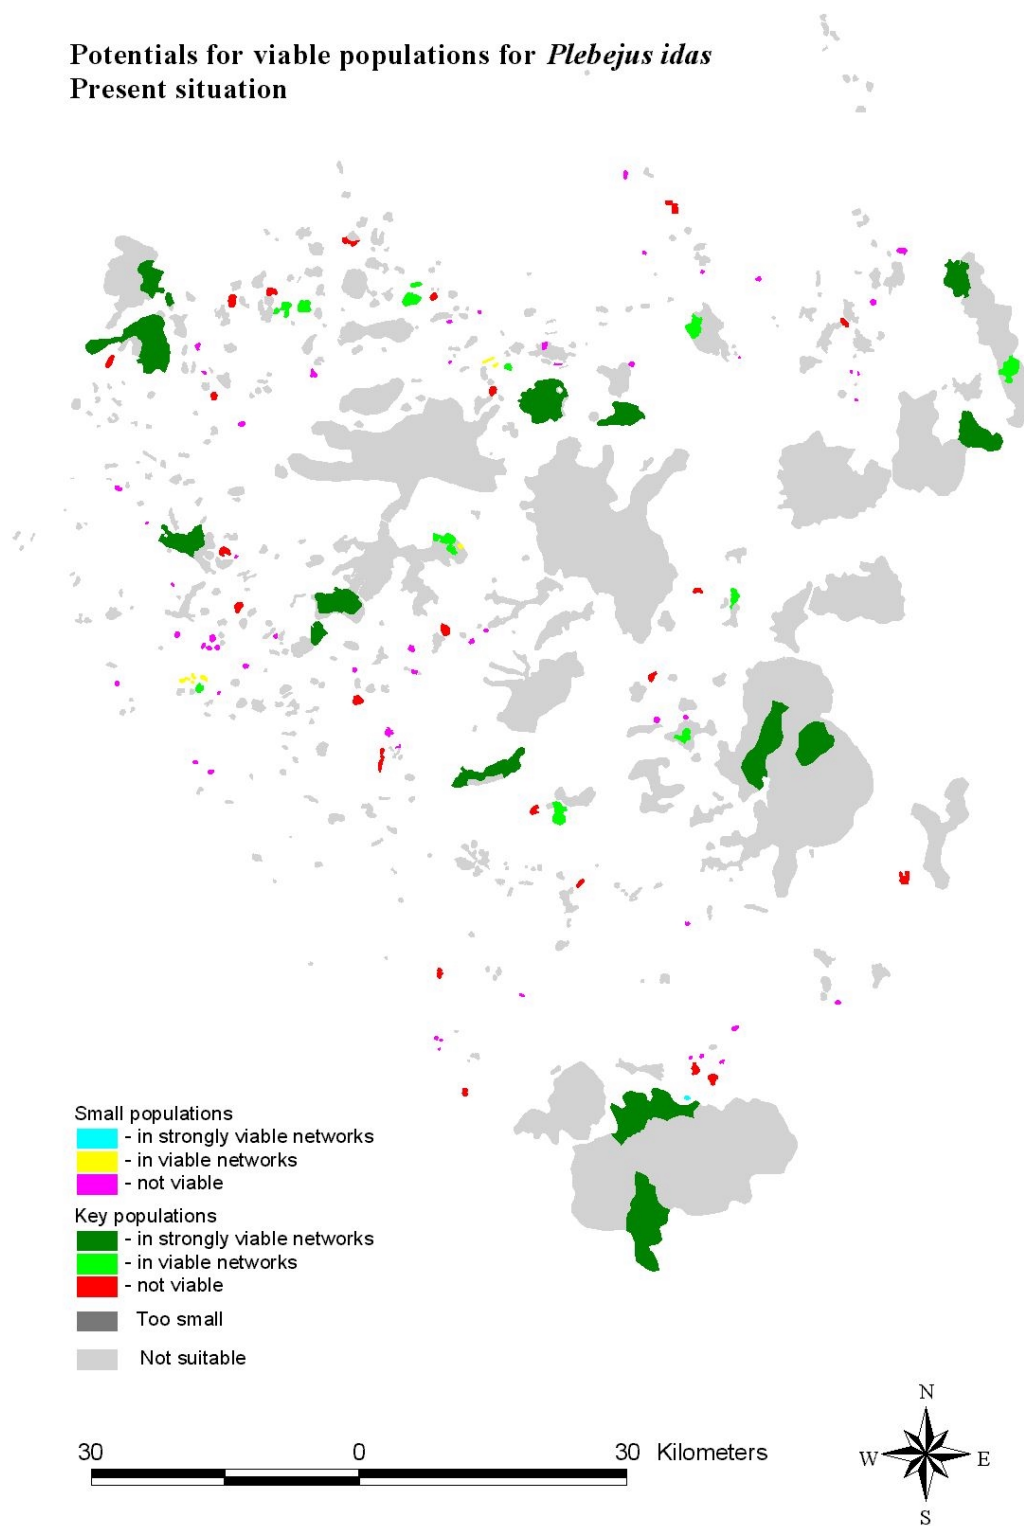 Potentials for viable populations for Plebejus idas
Present situation
Small populations
- in strongly viable networks
- in viable networks
- not viable
Key populations
- in strongly viable networks
- in viable networks
- not viable
Too small
Not suitable
30 0 30 Kilometers
N
W E
S